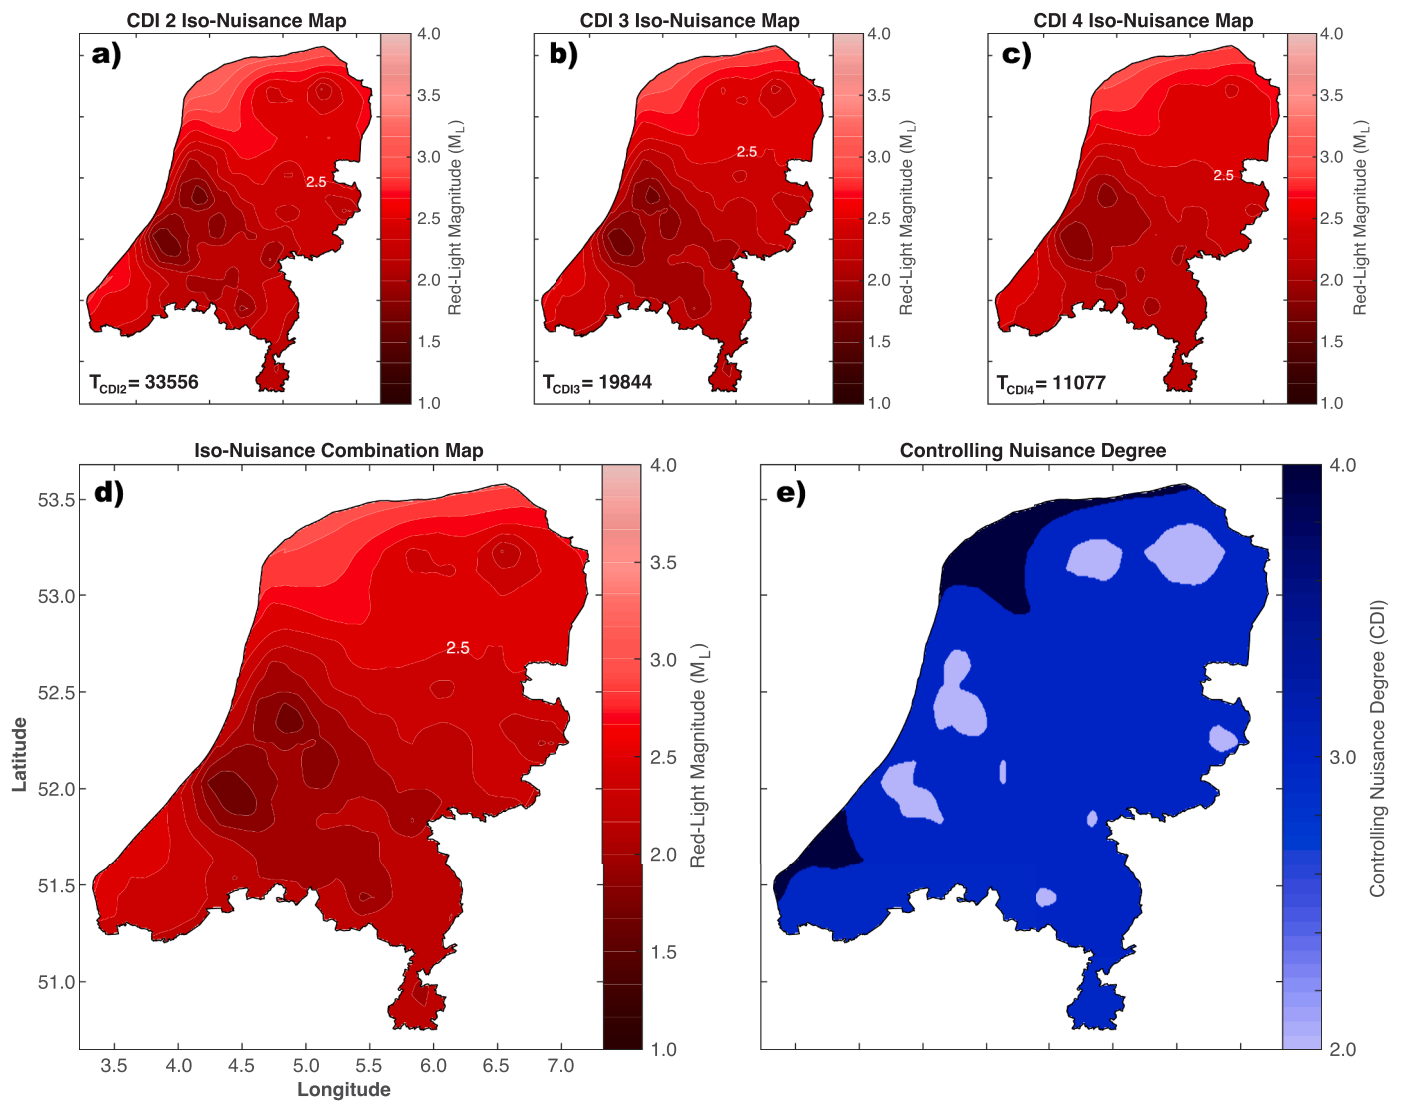 CDI 2 Iso-Nuisance Map
a)
2.5
T_CDI2 = 33556
4.0
3.5
3.0
2.5
2.0
1.5
1.0
Red-Light Magnitude (M_L)
CDI 3 Iso-Nuisance Map
b)
2.5
T_CDI3 = 19844
4.0
3.5
3.0
2.5
2.0
1.5
1.0
Red-Light Magnitude (M_L)
CDI 4 Iso-Nuisance Map
c)
2.5
T_CDI4 = 11077
4.0
3.5
3.0
2.5
2.0
1.5
1.0
Red-Light Magnitude (M_L)
Iso-Nuisance Combination Map
d)
2.5
53.5
53.0
52.5
52.0
51.5
51.0
Latitude
3.5 4.0 4.5 5.0 5.5 6.0 6.5 7.0
Longitude
4.0
3.5
3.0
2.5
2.0
1.5
1.0
Red-Light Magnitude (M_L)
Controlling Nuisance Degree
e)
4.0
3.0
2.0
Controlling Nuisance Degree (CDI)